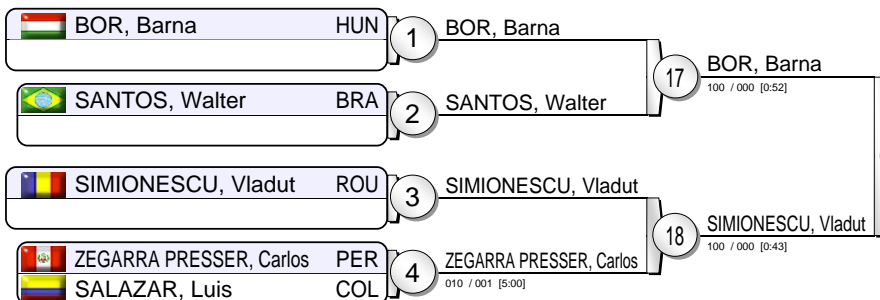 BOR, Barna HUN
1
BOR, Barna
SANTOS, Walter BRA
2
SANTOS, Walter
17
BOR, Barna
100 / 000 [0:52]
SIMIONESCU, Vladut ROU
3
SIMIONESCU, Vladut
ZEGARRA PRESSER, Carlos PER
SALAZAR, Luis COL
4
ZEGARRA PRESSER, Carlos
010 / 001 [5:00]
18
SIMIONESCU, Vladut
100 / 000 [0:43]